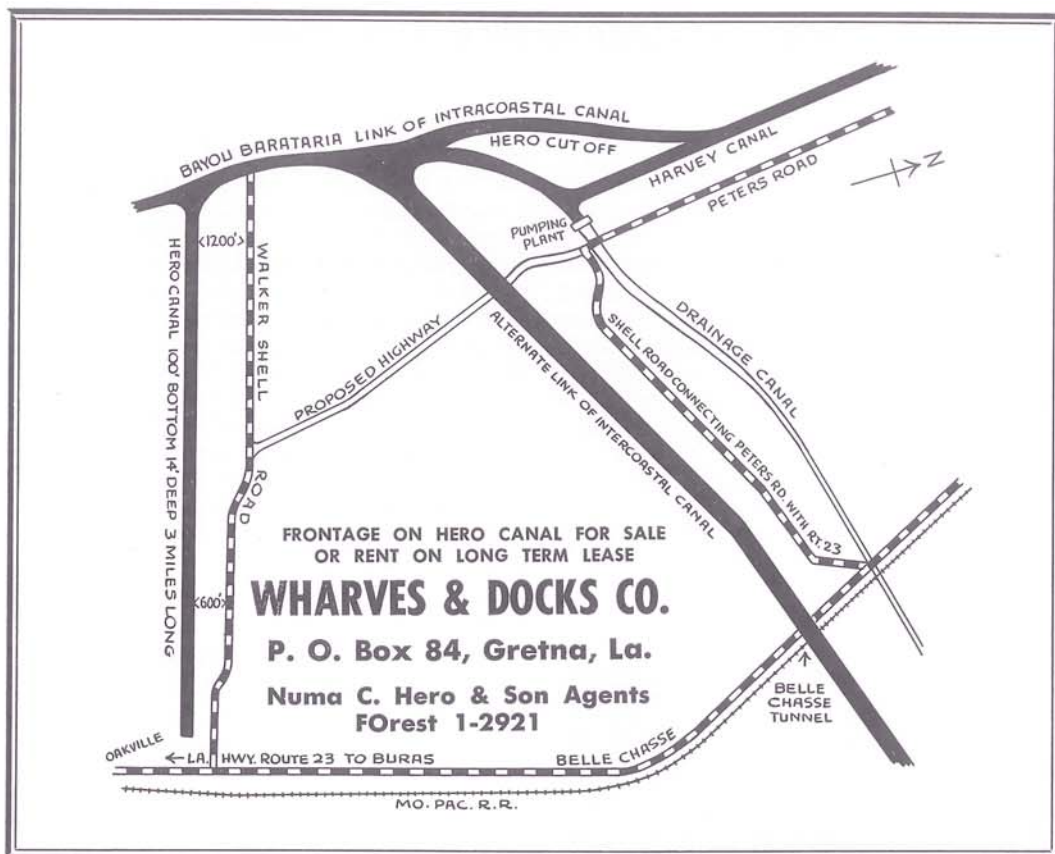 BAYOU BARATARIA LINK OF INTRACOASTAL CANAL
HERO CUT OFF
HARVEY CANAL
PETERS ROAD
N
PUMPING
PLANT
<1200'>
HERO CANAL 100' BOTTOM 14' DEEP 3 MILES LONG
WALKER SHELL
ROAD
PROPOSED HIGHWAY
ALTERNATE LINK OF INTERCOASTAL CANAL
SHELL ROAD CONNECTING PETERS RD. WITH RT. 23
DRAINAGE CANAL
<600'>
FRONTAGE ON HERO CANAL FOR SALE
OR RENT ON LONG TERM LEASE
WHARVES & DOCKS CO.
P. O. Box 84, Gretna, La.
Numa C. Hero & Son Agents
FOrest 1-2921
BELLE
CHASSE
TUNNEL
OAKVILLE
←LA. HWY. ROUTE 23 TO BURAS
BELLE CHASSE
MO. PAC. R.R.